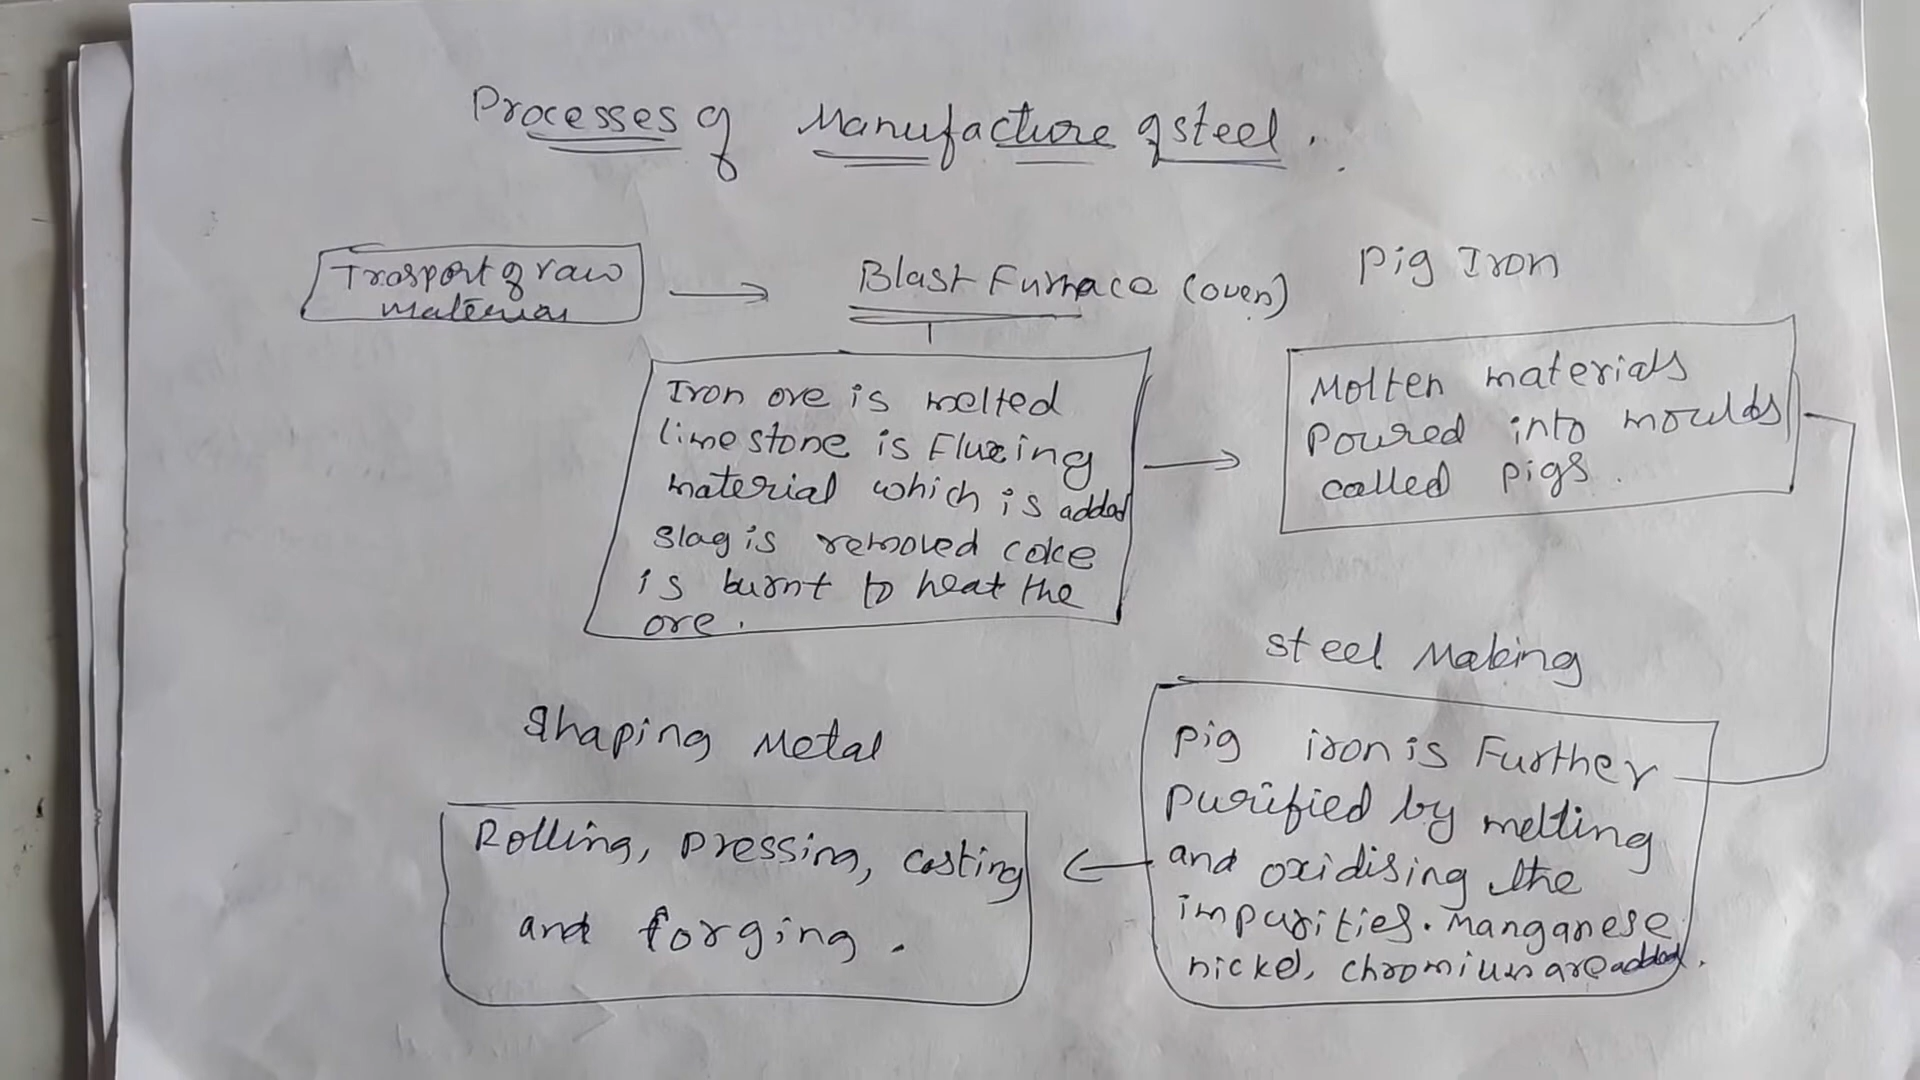 Processes of Manufacture of steel.
Trasport of raw
material
Blast Furnace (oven)
Pig Iron
Iron ore is melted
limestone is Fluxing
material which is added
slag is removed coke
is burnt to heat the
ore.
Molten materials
Poured into moulds
called pigs.
Steel Making
Pig iron is Further
purified by melting
and oxidising the
impurities. Manganese
nickel, chromium are added.
Shaping Metal
Rolling, pressing, casting
and forging.